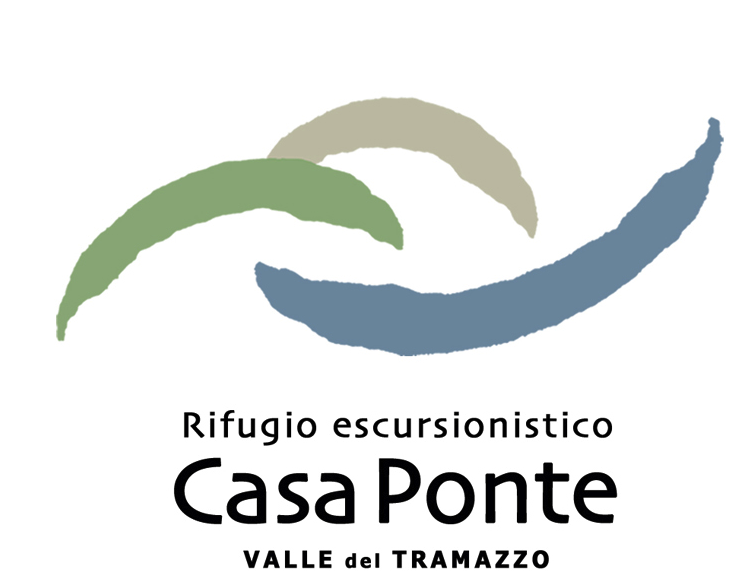 Rifugio escursionistico
Casa Ponte
VALLE del TRAMAZZO